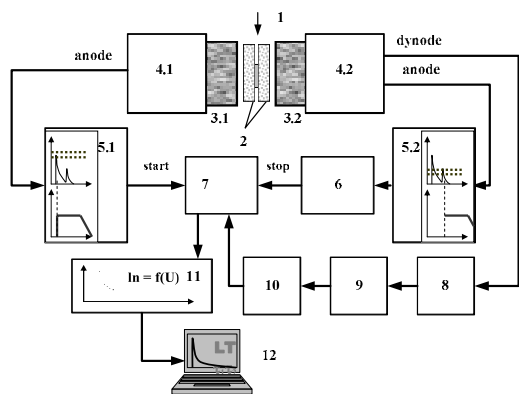 1
dynode
anode
4.1
4.2
anode
3.1
3.2
2
5.1
5.2
start
stop
7
6
ln = f(U) 11
10
9
8
LT
12